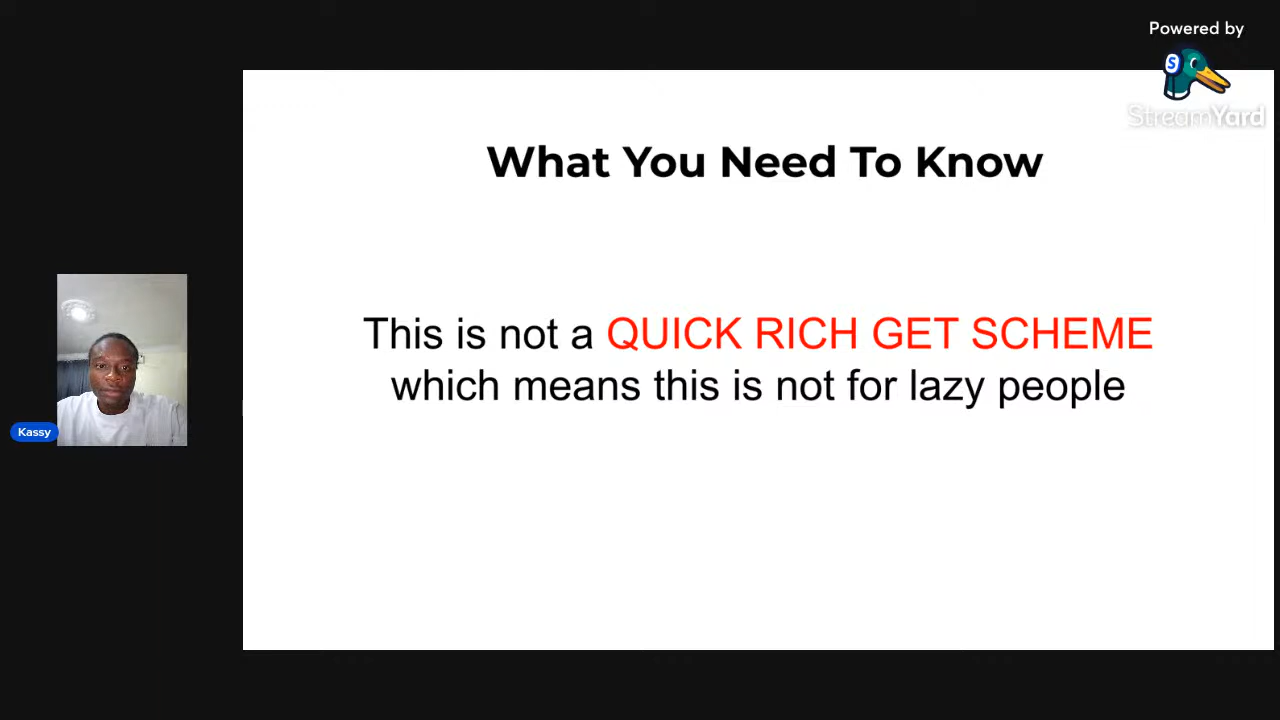 Powered by
S
StreamYard
What You Need To Know
This is not a QUICK RICH GET SCHEME
which means this is not for lazy people
Kassy